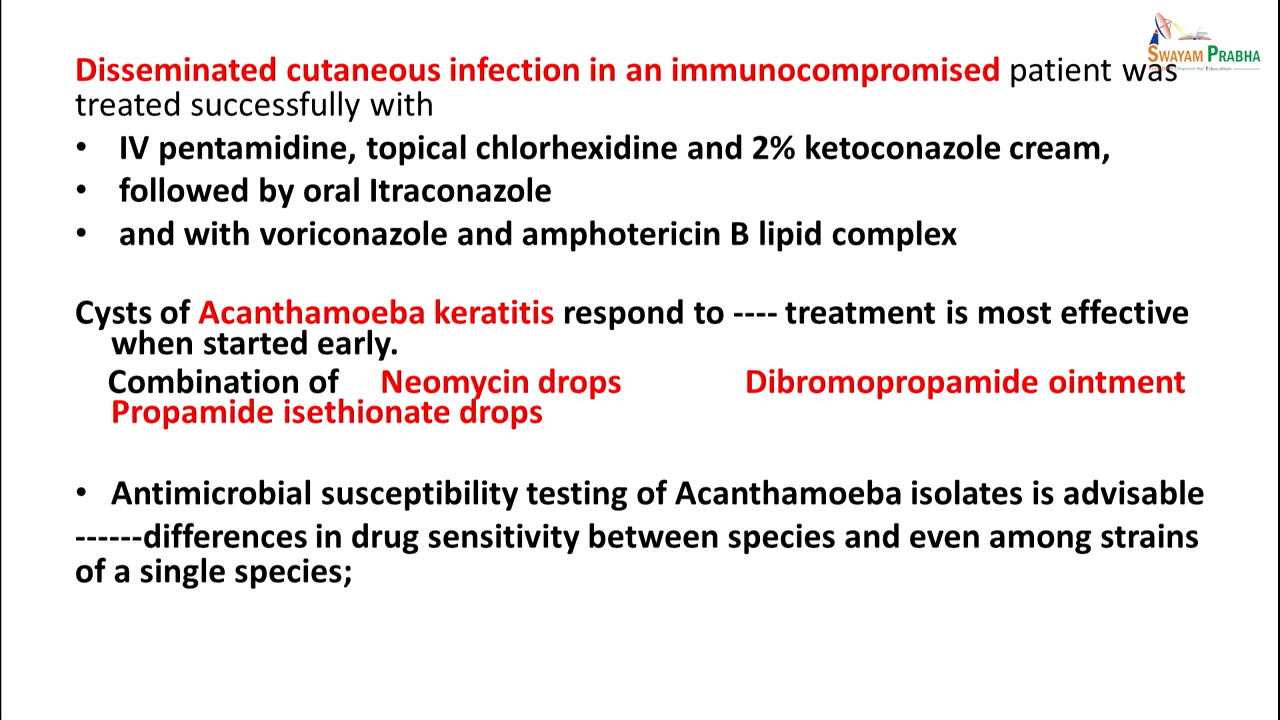 SWAYAM PRABHA
Disseminated cutaneous infection in an immunocompromised patient was
treated successfully with
• IV pentamidine, topical chlorhexidine and 2% ketoconazole cream,
• followed by oral Itraconazole
• and with voriconazole and amphotericin B lipid complex
Cysts of Acanthamoeba keratitis respond to ---- treatment is most effective
when started early.
Combination of Neomycin drops Dibromopropamide ointment
Propamide isethionate drops
• Antimicrobial susceptibility testing of Acanthamoeba isolates is advisable
------differences in drug sensitivity between species and even among strains
of a single species;